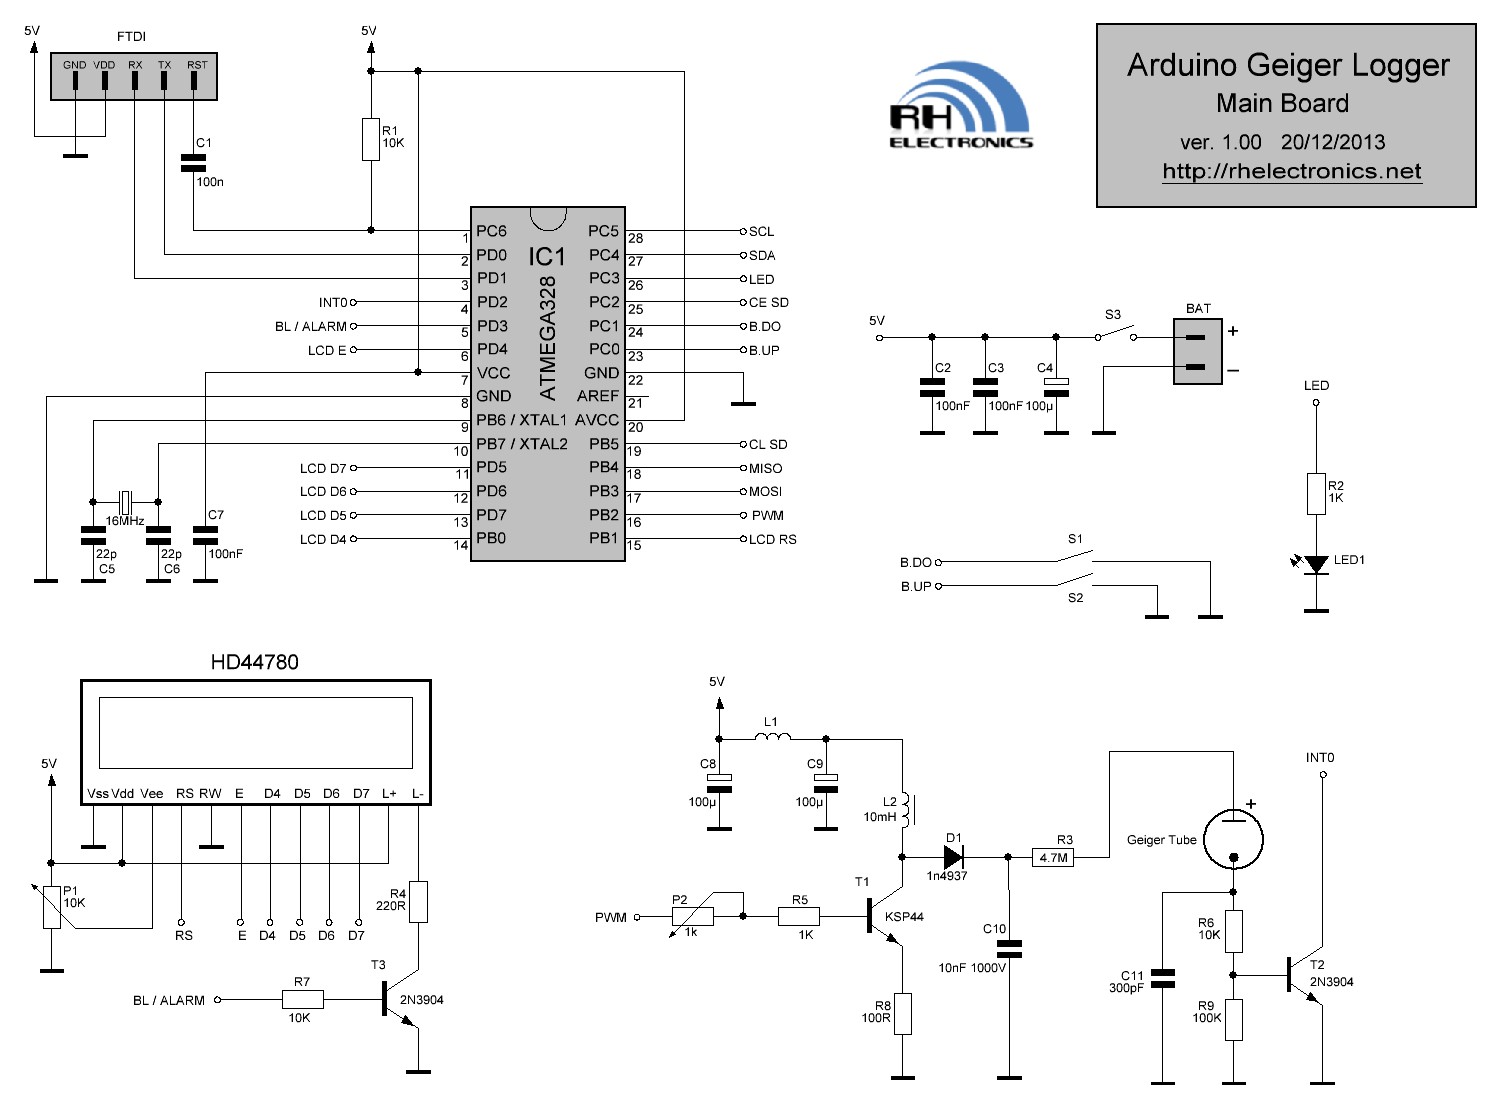 5V
FTDI
GND VDD RX TX RST
C1
100n
5V
R1
10K
RH
ELECTRONICS
Arduino Geiger Logger
Main Board
ver. 1.00 20/12/2013
http://rhelectronics.net
IC1
ATMEGA328
PC6
1
PD0
2
PD1
3
INT0
PD2
4
BL / ALARM
PD3
5
LCD E
PD4
6
VCC
7
GND
8
PB6 / XTAL1
9
PB7 / XTAL2
10
LCD D7
PD5
11
LCD D6
PD6
12
LCD D5
PD7
13
LCD D4
PB0
14
PC5
28
SCL
PC4
27
SDA
PC3
26
LED
PC2
25
CE SD
PC1
24
B.DO
PC0
23
B.UP
GND
22
AREF
21
AVCC
20
PB5
19
CL SD
PB4
18
MISO
PB3
17
MOSI
PB2
16
PWM
PB1
15
LCD RS
16MHz
22p
C5
22p
C6
C7
100nF
5V
C2
100nF
C3
100nF
C4
100µ
S3
BAT
+
−
LED
R2
1K
LED1
B.DO
S1
B.UP
S2
HD44780
5V
Vss Vdd Vee RS RW E D4 D5 D6 D7 L+ L-
P1
10K
RS E D4 D5 D6 D7
R4
220R
T3
2N3904
BL / ALARM
R7
10K
5V
L1
C8
100µ
C9
100µ
L2
10mH
D1
1n4937
R3
4.7M
T1
KSP44
PWM
P2
1k
R5
1K
R8
100R
C10
10nF 1000V
Geiger Tube
+
INT0
C11
300pF
R6
10K
R9
100K
T2
2N3904